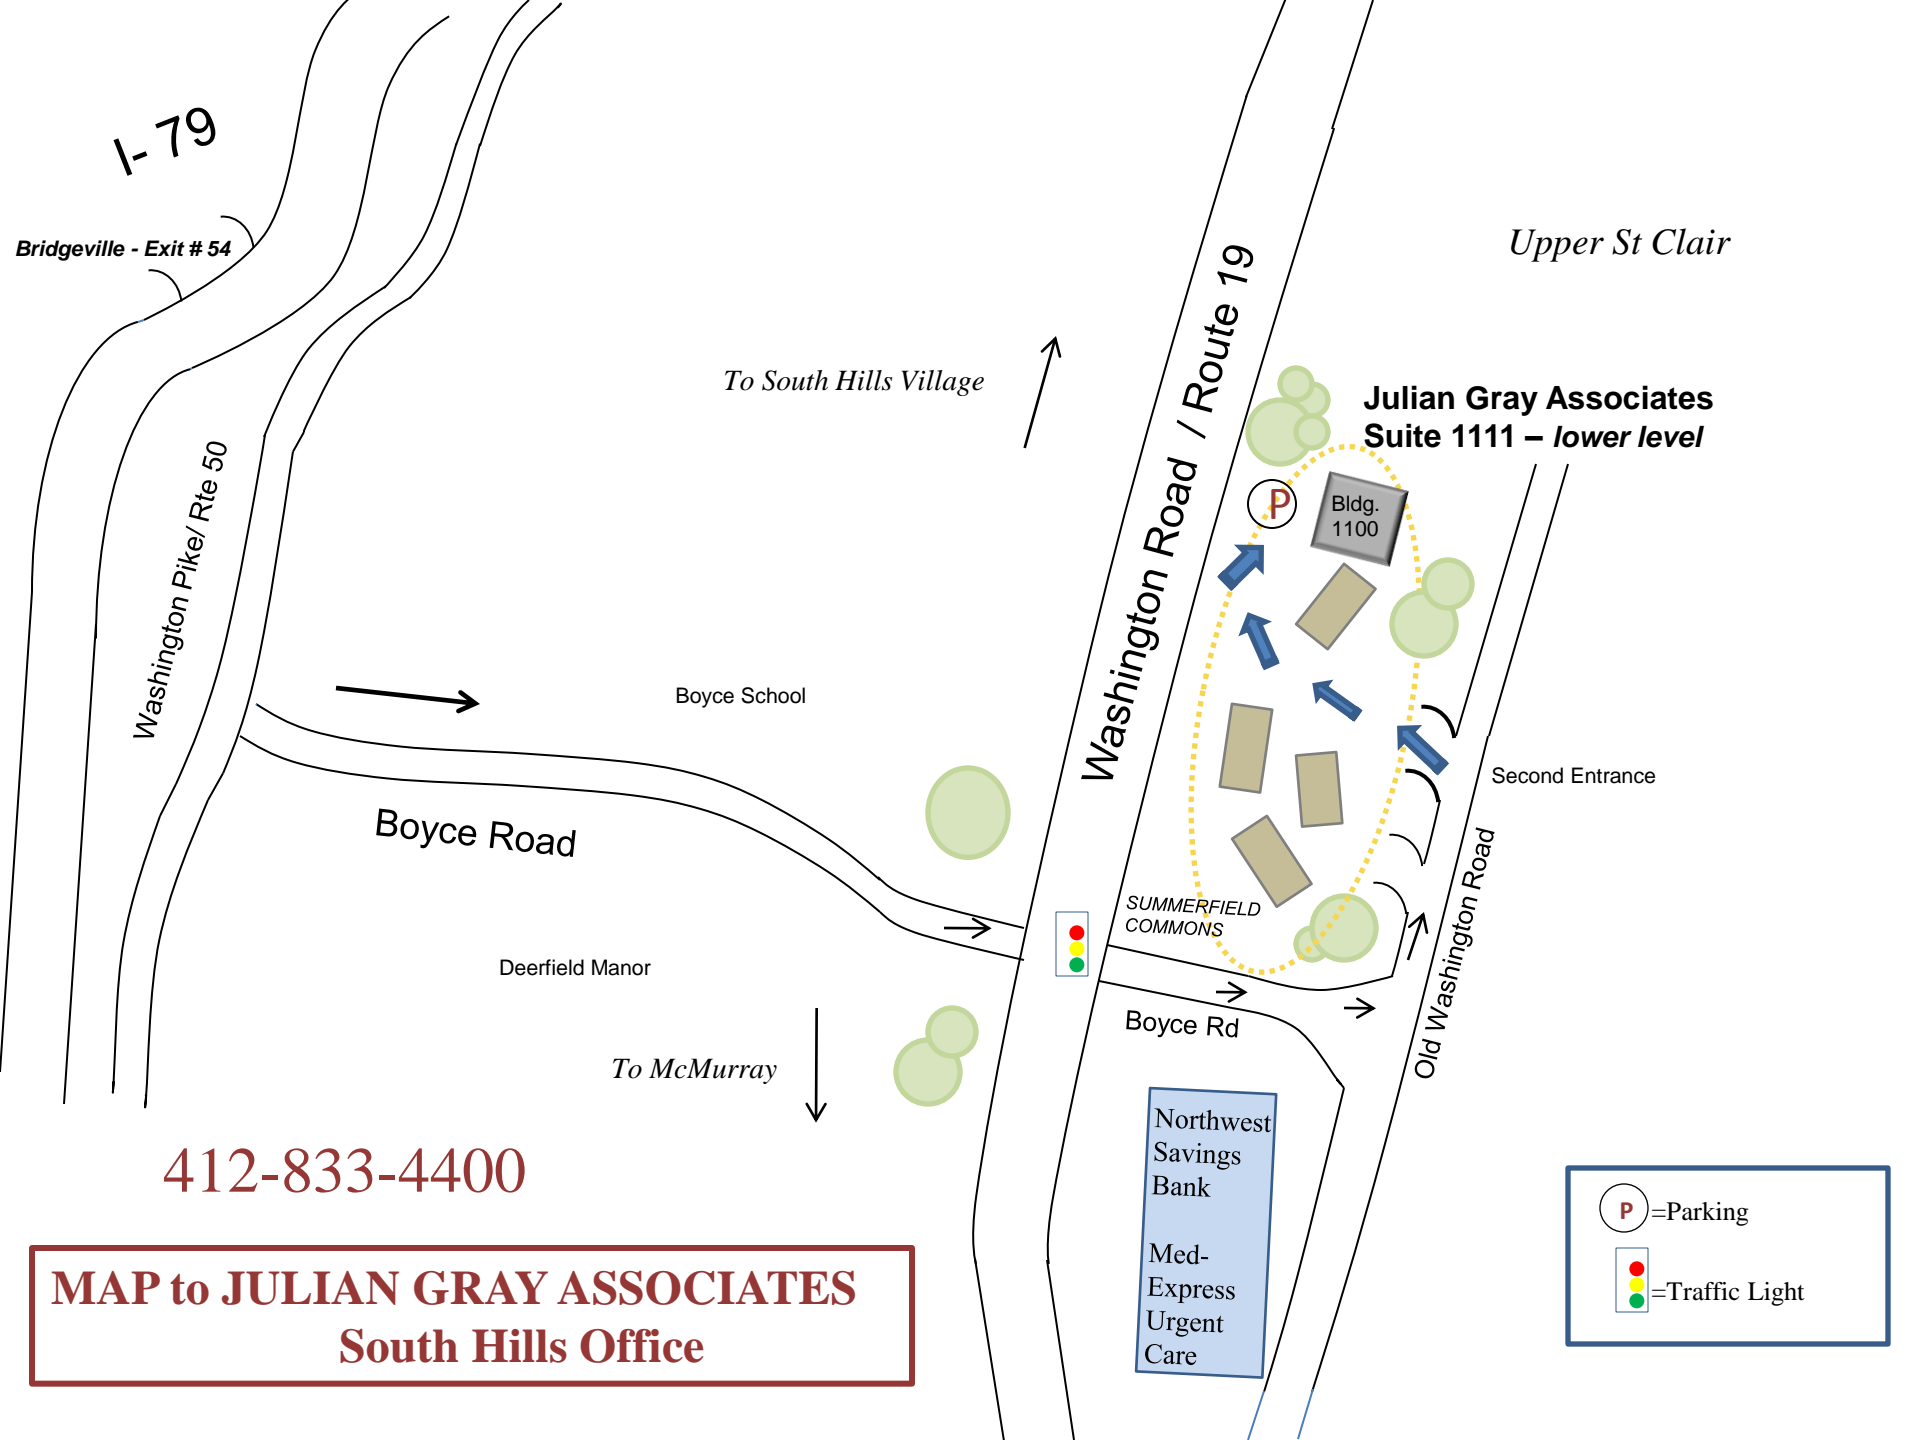 I- 79
Bridgeville - Exit # 54
Upper St Clair
Washington Road / Route 19
To South Hills Village
Julian Gray Associates
Suite 1111 – lower level
Bldg.
1100
P
Washington Pike/ Rte 50
Boyce School
Second Entrance
Boyce Road
SUMMERFIELD
COMMONS
Old Washington Road
Deerfield Manor
Boyce Rd
To McMurray
Northwest
Savings
Bank
Med-
Express
Urgent
Care
412-833-4400
P =Parking
=Traffic Light
MAP to JULIAN GRAY ASSOCIATES
South Hills Office